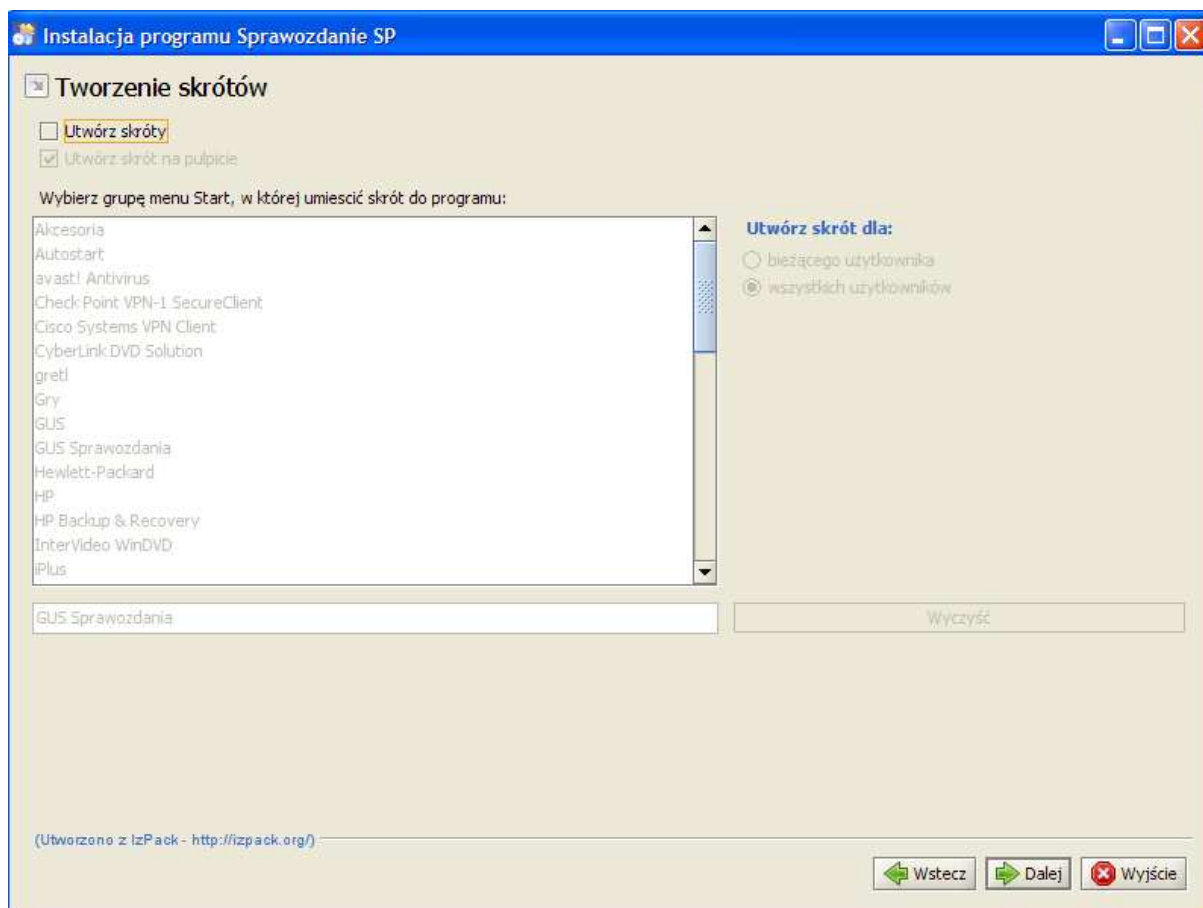 Instalacja programu Sprawozdanie SP
Tworzenie skrótów
Utwórz skróty
Utwórz skrót na pulpicie
Wybierz grupę menu Start, w której umiescić skrót do programu:
Akcesoria
Autostart
avast! Antivirus
Check Point VPN-1 SecureClient
Cisco Systems VPN Client
CyberLink DVD Solution
gretl
Gry
GUS
GUS Sprawozdania
Hewlett-Packard
HP
HP Backup & Recovery
InterVideo WinDVD
iPlus
Utwórz skrót dla:
bieżącego użytkownika
wszystkich użytkowników
GUS Sprawozdania
Wyczyść
(Utworzono z IzPack - http://izpack.org/)
Wstecz
Dalej
Wyjście